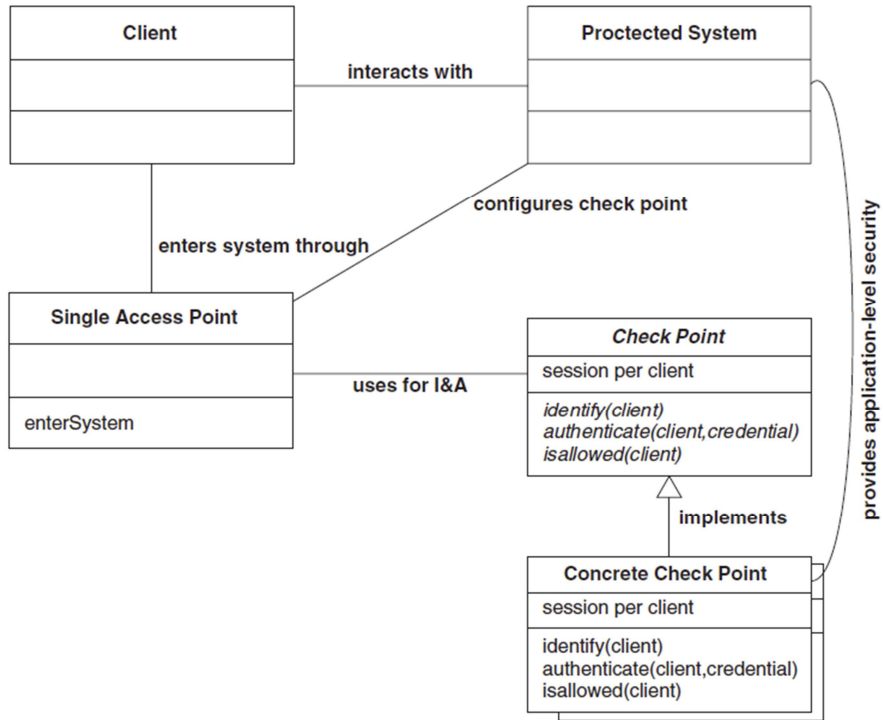 Client
Proctected System
interacts with
configures check point
enters system through
provides application-level security
Single Access Point
enterSystem
uses for I&A
Check Point
session per client
identify(client)
authenticate(client,credential)
isallowed(client)
implements
Concrete Check Point
session per client
identify(client)
authenticate(client,credential)
isallowed(client)